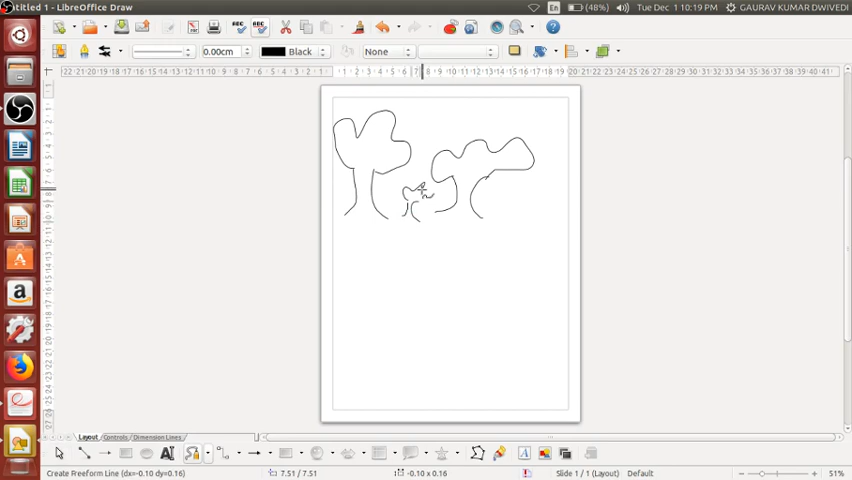 Untitled 1 - LibreOffice Draw
(48%)
Tue Dec 1 10:19 PM
GAURAV KUMAR DWIVEDI
0.00cm
Black
None
Layout
Controls
Dimension Lines
Create Freeform Line (dx=-0.10 dy=0.16)
7.51 / 7.51
-0.10 x 0.16
Slide 1 / 1 (Layout)
Default
51%